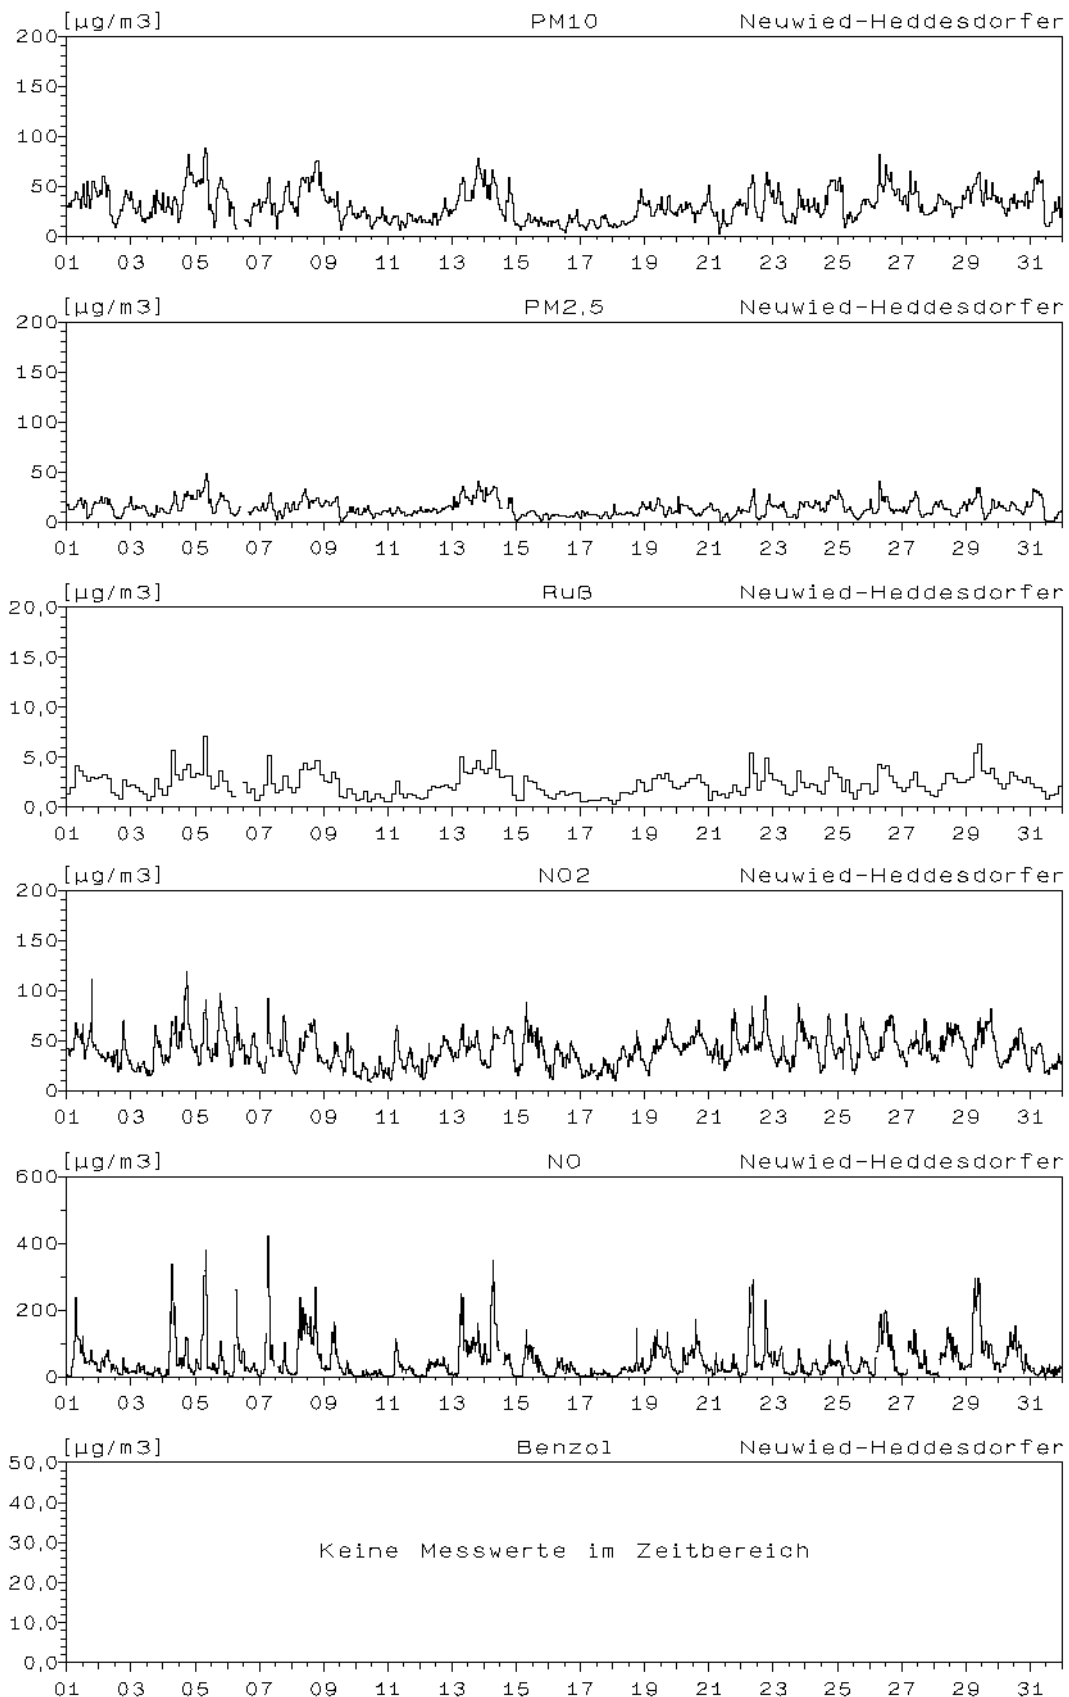 [µg/m3] PM10 Neuwied-Heddesdorfer
200
150
100
50
0
01 03 05 07 09 11 13 15 17 19 21 23 25 27 29 31
[µg/m3] PM2,5 Neuwied-Heddesdorfer
200
150
100
50
0
01 03 05 07 09 11 13 15 17 19 21 23 25 27 29 31
[µg/m3] Ruß Neuwied-Heddesdorfer
20,0
15,0
10,0
5,0
0,0
01 03 05 07 09 11 13 15 17 19 21 23 25 27 29 31
[µg/m3] NO2 Neuwied-Heddesdorfer
200
150
100
50
0
01 03 05 07 09 11 13 15 17 19 21 23 25 27 29 31
[µg/m3] NO Neuwied-Heddesdorfer
600
400
200
0
01 03 05 07 09 11 13 15 17 19 21 23 25 27 29 31
[µg/m3] Benzol Neuwied-Heddesdorfer
50,0
40,0
30,0
Keine Messwerte im Zeitbereich
20,0
10,0
0,0
01 03 05 07 09 11 13 15 17 19 21 23 25 27 29 31